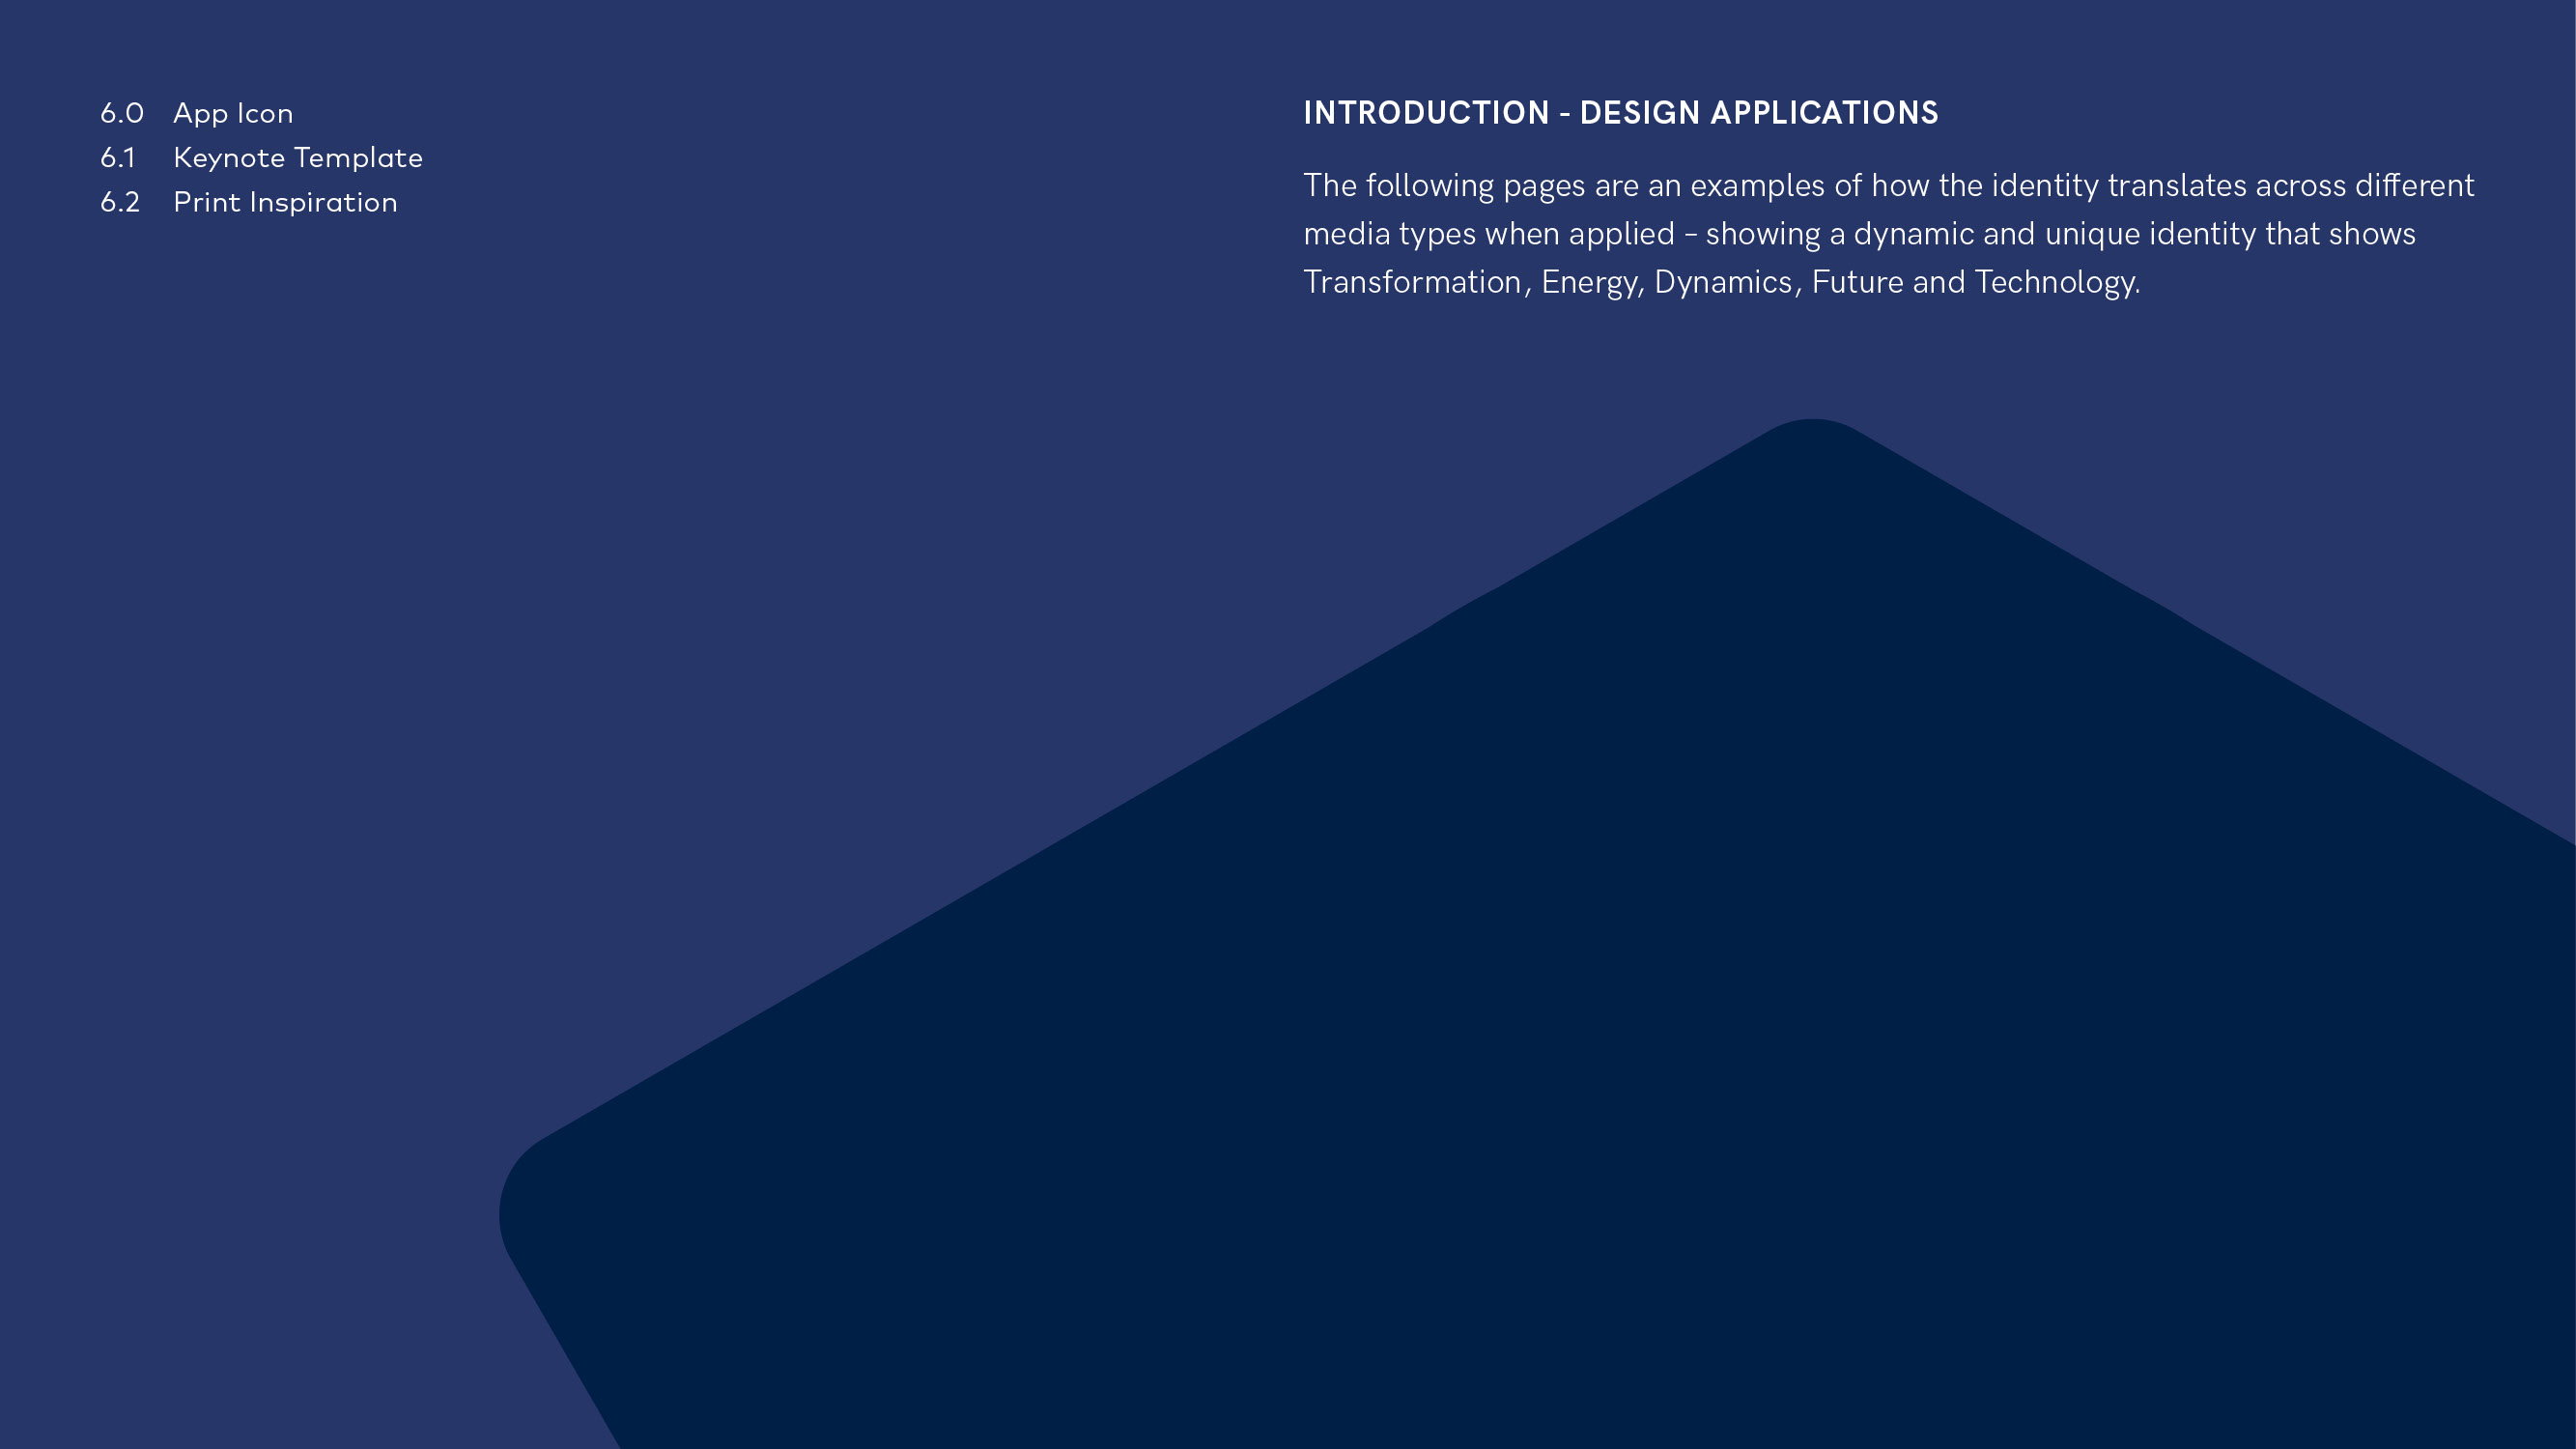 6.0 App Icon
6.1 Keynote Template
6.2 Print Inspiration
INTRODUCTION - DESIGN APPLICATIONS
The following pages are an examples of how the identity translates across different
media types when applied – showing a dynamic and unique identity that shows
Transformation, Energy, Dynamics, Future and Technology.